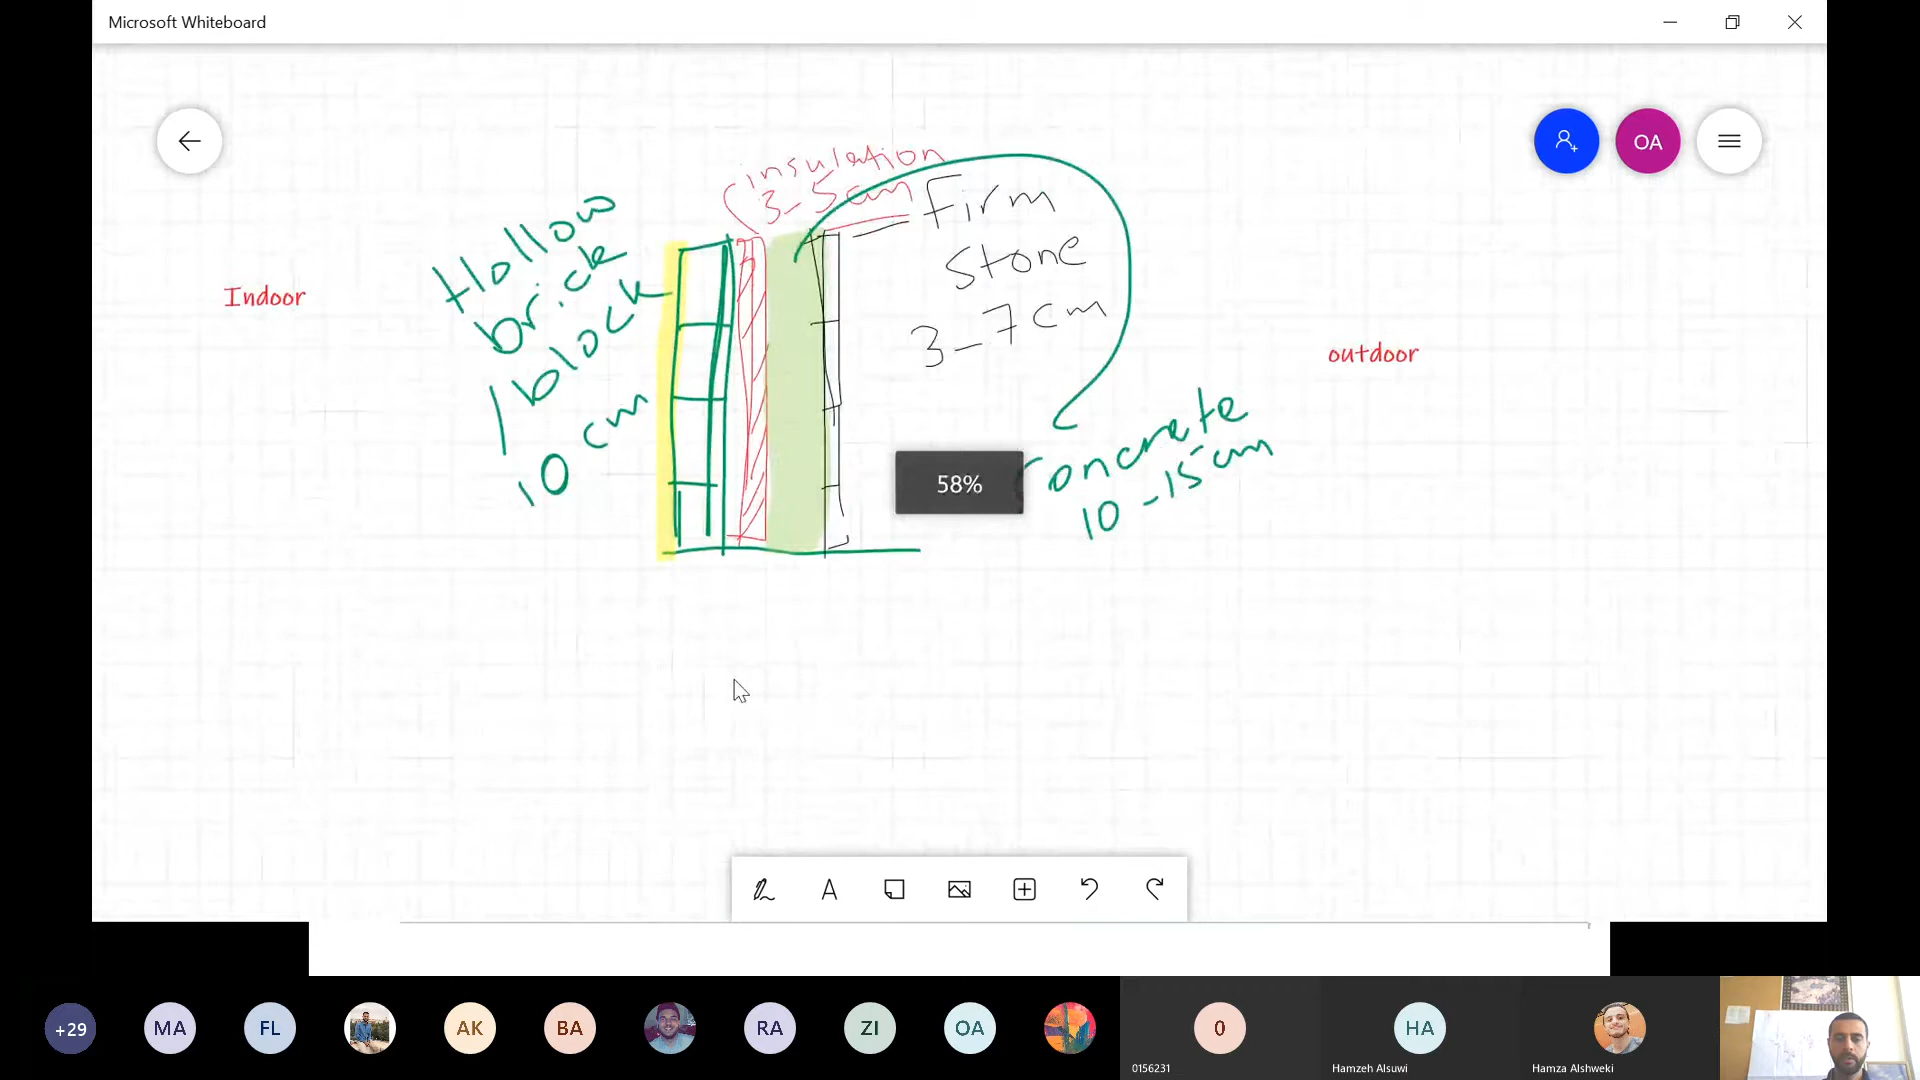 Microsoft Whiteboard
OA
insulation
3-5cm
Firm
stone
3-7cm
Hollow
brick
/block
10 cm
Indoor
outdoor
concrete
10-15cm
58%
+29
MA
FL
AK
BA
RA
ZI
OA
0
HA
0156231
Hamzeh Alsuwi
Hamza Alshweki